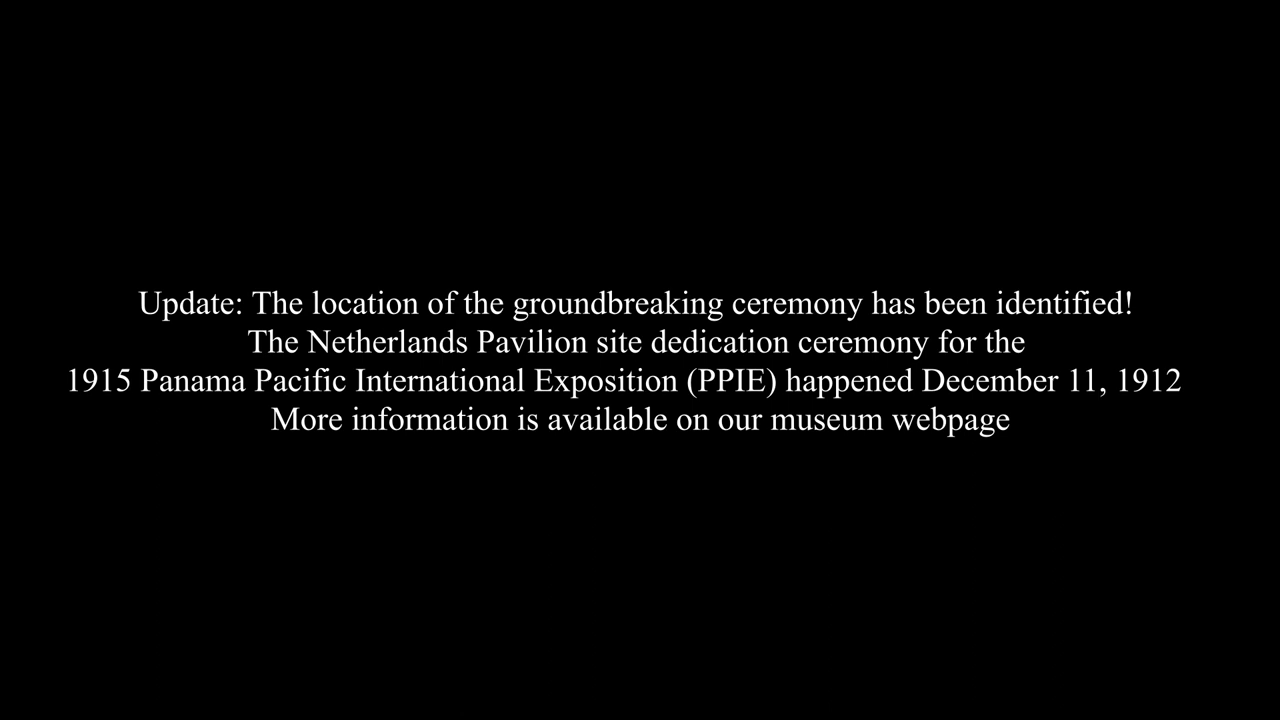 Update: The location of the groundbreaking ceremony has been identified!
The Netherlands Pavilion site dedication ceremony for the
1915 Panama Pacific International Exposition (PPIE) happened December 11, 1912
More information is available on our museum webpage